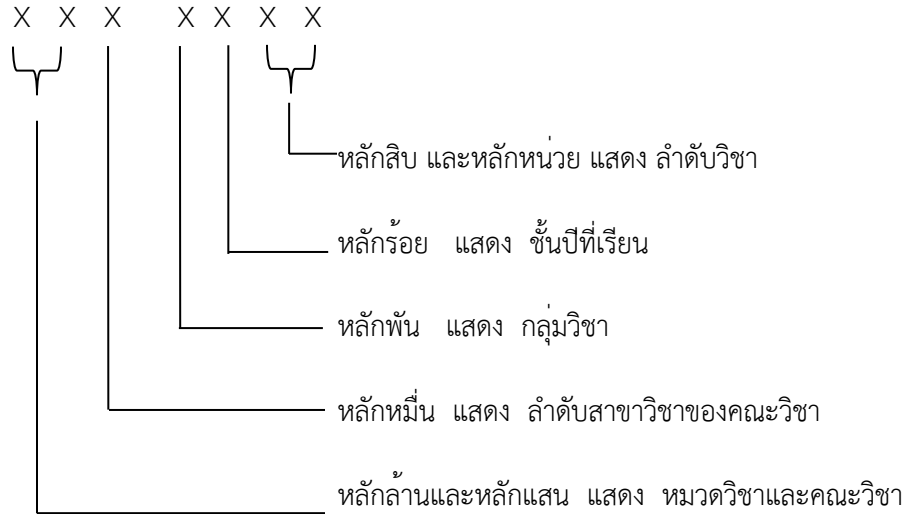 X X X X X X X
หลักสิบ และหลักหน่วย แสดง ลำดับวิชา
หลักร้อย แสดง ชั้นปีที่เรียน
หลักพัน แสดง กลุ่มวิชา
หลักหมื่น แสดง ลำดับสาขาวิชาของคณะวิชา
หลักล้านและหลักแสน แสดง หมวดวิชาและคณะวิชา